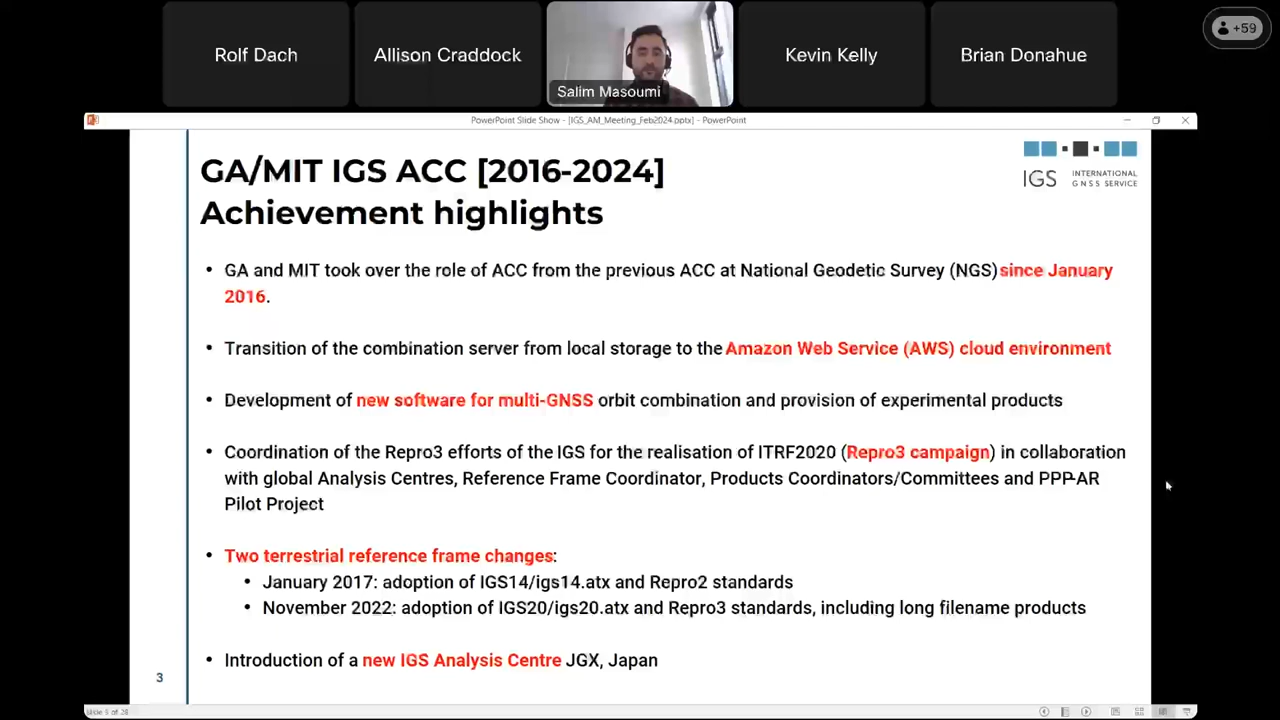 Rolf Dach
Allison Craddock
Salim Masoumi
Kevin Kelly
Brian Donahue
+59
PowerPoint Slide Show - [IGS_AM_Meeting_Feb2024.pptx] - PowerPoint
GA/MIT IGS ACC [2016-2024]
Achievement highlights
IGS INTERNATIONAL
GNSS SERVICE
• GA and MIT took over the role of ACC from the previous ACC at National Geodetic Survey (NGS) since January
2016.
• Transition of the combination server from local storage to the Amazon Web Service (AWS) cloud environment
• Development of new software for multi-GNSS orbit combination and provision of experimental products
• Coordination of the Repro3 efforts of the IGS for the realisation of ITRF2020 (Repro3 campaign) in collaboration
with global Analysis Centres, Reference Frame Coordinator, Products Coordinators/Committees and PPP-AR
Pilot Project
• Two terrestrial reference frame changes:
• January 2017: adoption of IGS14/igs14.atx and Repro2 standards
• November 2022: adoption of IGS20/igs20.atx and Repro3 standards, including long filename products
• Introduction of a new IGS Analysis Centre JGX, Japan
3